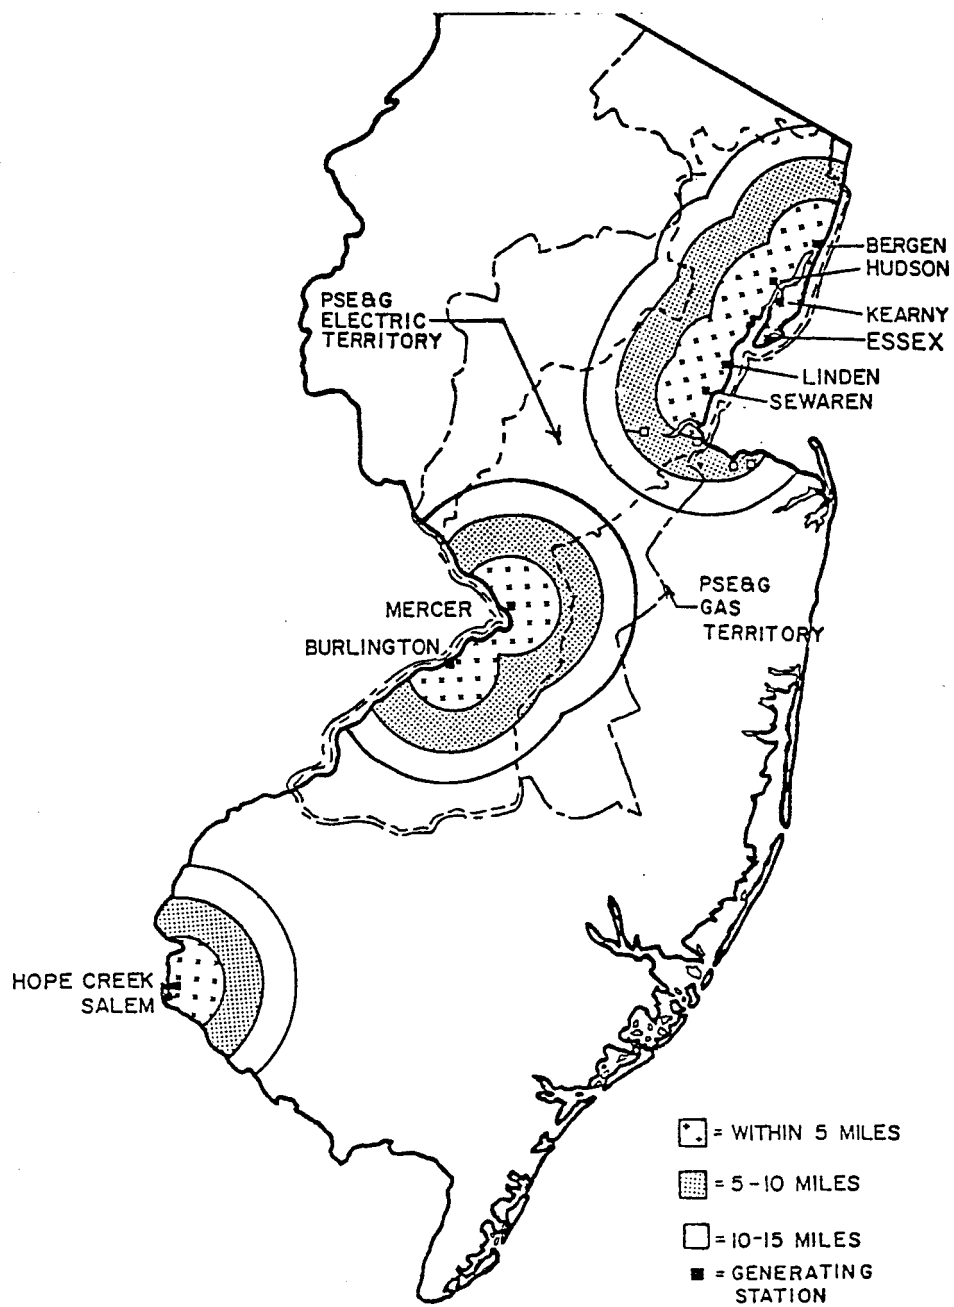 BERGEN
HUDSON
PSE&G
ELECTRIC
TERRITORY
KEARNY
ESSEX
LINDEN
SEWAREN
PSE&G
GAS
TERRITORY
MERCER
BURLINGTON
HOPE CREEK
SALEM
= WITHIN 5 MILES
= 5-10 MILES
= 10-15 MILES
= GENERATING
STATION